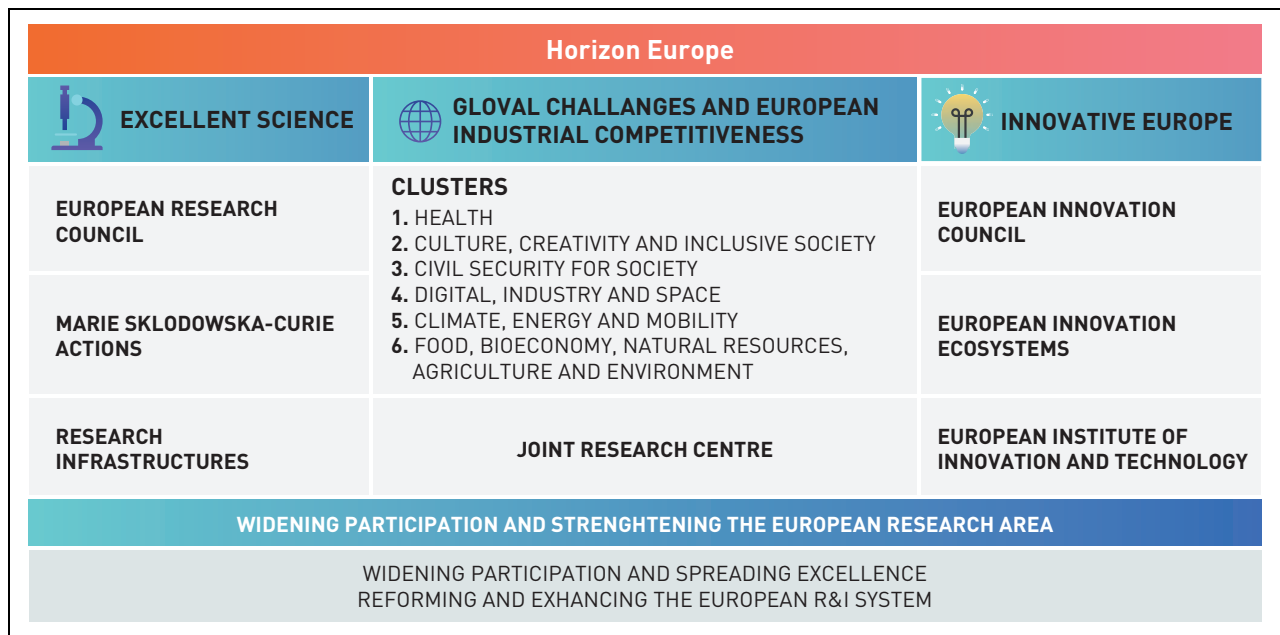 Horizon Europe
EXCELLENT SCIENCE
GLOVAL CHALLANGES AND EUROPEAN
INDUSTRIAL COMPETITIVENESS
INNOVATIVE EUROPE
EUROPEAN RESEARCH
COUNCIL
MARIE SKLODOWSKA-CURIE
ACTIONS
RESEARCH
INFRASTRUCTURES
CLUSTERS
1. HEALTH
2. CULTURE, CREATIVITY AND INCLUSIVE SOCIETY
3. CIVIL SECURITY FOR SOCIETY
4. DIGITAL, INDUSTRY AND SPACE
5. CLIMATE, ENERGY AND MOBILITY
6. FOOD, BIOECONOMY, NATURAL RESOURCES,
AGRICULTURE AND ENVIRONMENT
JOINT RESEARCH CENTRE
EUROPEAN INNOVATION
COUNCIL
EUROPEAN INNOVATION
ECOSYSTEMS
EUROPEAN INSTITUTE OF
INNOVATION AND TECHNOLOGY
WIDENING PARTICIPATION AND STRENGHTENING THE EUROPEAN RESEARCH AREA
WIDENING PARTICIPATION AND SPREADING EXCELLENCE
REFORMING AND EXHANCING THE EUROPEAN R&I SYSTEM